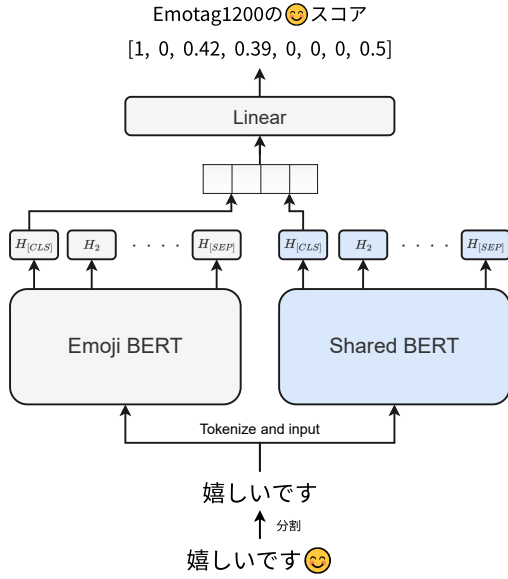 Emotag1200の😊スコア
[1, 0, 0.42, 0.39, 0, 0, 0, 0.5]
Linear
H[CLS] H2 · · · · H[SEP] H[CLS] H2 · · · · H[SEP]
Emoji BERT Shared BERT
Tokenize and input
嬉しいです
分割
嬉しいです😊